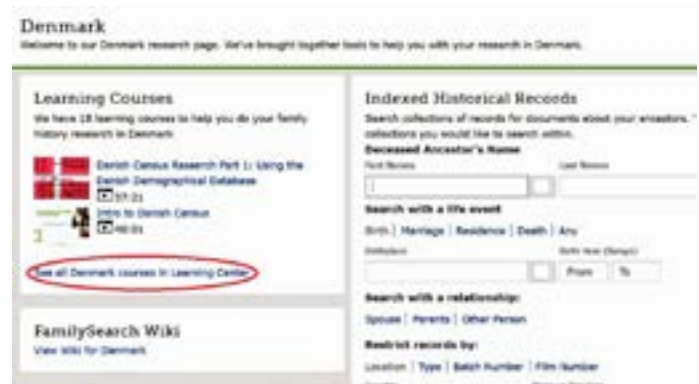 Denmark
Welcome to our Denmark research page. We've brought together tools to help you with your research in Denmark.
Learning Courses
We have 18 learning courses to help you do your family
history research in Denmark
Danish Census Research Part 1: Using the
Danish Demographical Database
57:21
Intro to Danish Census
See all Denmark courses in Learning Center
FamilySearch Wiki
View Wiki for Denmark
Indexed Historical Records
Search collections of records for documents about your ancestors.
collections you would like to search within.
Deceased Ancestor's Name
First Names
Last Names
Search with a life event
Birth | Marriage | Residence | Death | Any
Birthplace
Birth Year (Range)
From To
Search with a relationship:
Spouse | Parents | Other Person
Restrict records by:
Location | Type | Batch Number | Film Number